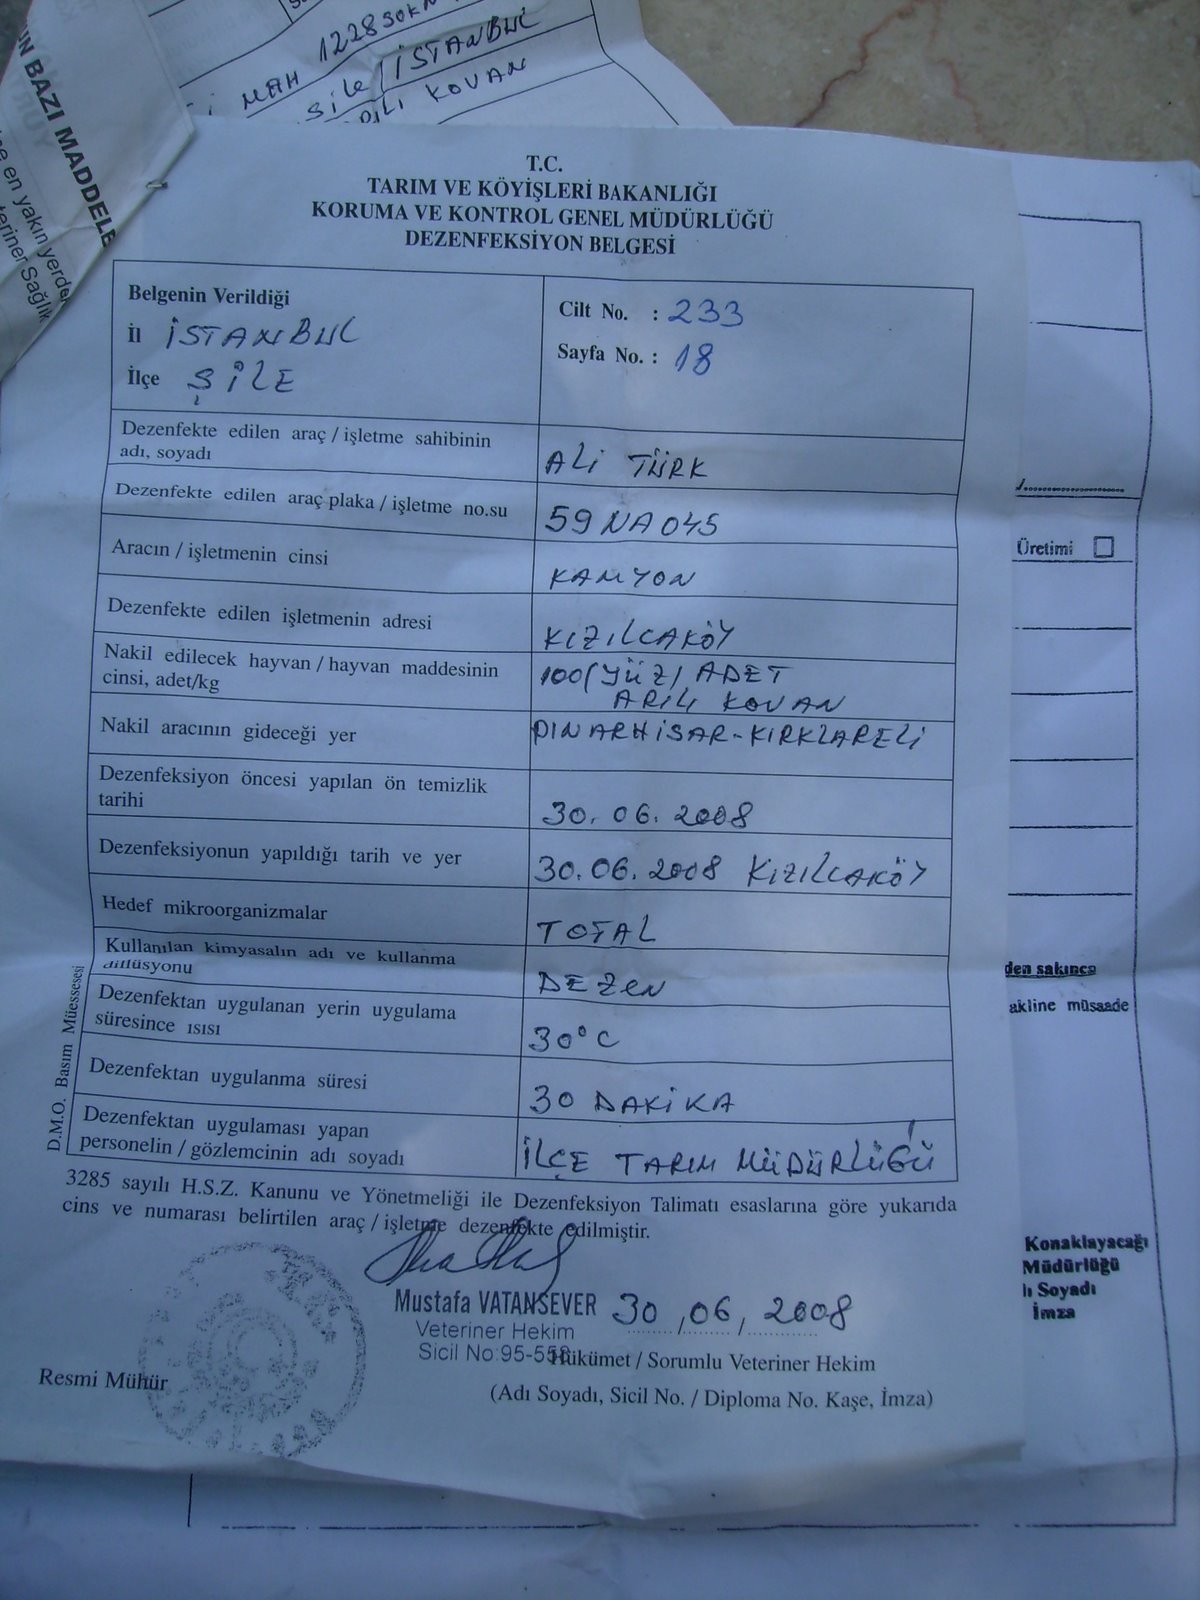 MAH 1228 SOKN
Sile / İSTANBUL
KOVAN
BAZI MADDELE
en yakın yerde
Sağlık
T.C.
TARIM VE KÖYİŞLERİ BAKANLIĞI
KORUMA VE KONTROL GENEL MÜDÜRLÜĞÜ
DEZENFEKSİYON BELGESİ
Belgenin Verildiği
İl İSTANBUL
İlçe ŞİLE
Cilt No. : 233
Sayfa No. : 18
Dezenfekte edilen araç / işletme sahibinin
adı, soyadı
ALİ TÜRK
Dezenfekte edilen araç plaka / işletme no.su
59 NA 045
Aracın / işletmenin cinsi
KAMYON
Dezenfekte edilen işletmenin adresi
KIZILCAKÖY
Nakil edilecek hayvan / hayvan maddesinin
cinsi, adet/kg
100 (YÜZ) ADET
ARILI KOVAN
Nakil aracının gideceği yer
PINARHİSAR-KIRKLARELİ
Dezenfeksiyon öncesi yapılan ön temizlik
tarihi
30.06.2008
Dezenfeksiyonun yapıldığı tarih ve yer
30.06.2008 KIZILCAKÖY
Hedef mikroorganizmalar
TOTAL
Kullanılan kimyasalın adı ve kullanma
dilüsyonu
DEZEN
Dezenfektan uygulanan yerin uygulama
süresince ısısı
30°C
Dezenfektan uygulanma süresi
30 DAKİKA
Dezenfektan uygulaması yapan
personelin / gözlemcinin adı soyadı
İLÇE TARIM MÜDÜRLÜĞÜ
D.M.O. Basım Müessesesi
3285 sayılı H.S.Z. Kanunu ve Yönetmeliği ile Dezenfeksiyon Talimatı esaslarına göre yukarıda
cins ve numarası belirtilen araç / işletme dezenfekte edilmiştir.
Mustafa VATANSEVER 30 , 06 , 2008
Veteriner Hekim
Sicil No:95-558
Hükümet / Sorumlu Veteriner Hekim
Resmi Mühür
(Adı Soyadı, Sicil No. / Diploma No. Kaşe, İmza)
Üretimi
den sakınca
akline müsaade
Konaklayacağı
Müdürlüğü
ı Soyadı
İmza